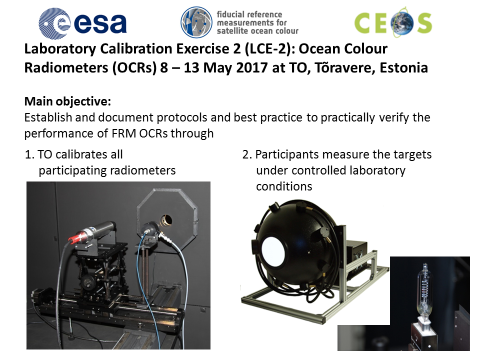 esa
fiducial reference
measurements for
satellite ocean colour
CEOS
Laboratory Calibration Exercise 2 (LCE-2): Ocean Colour
Radiometers (OCRs) 8 – 13 May 2017 at TO, Tõravere, Estonia
Main objective:
Establish and document protocols and best practice to practically verify the
performance of FRM OCRs through
1. TO calibrates all
participating radiometers
2. Participants measure the targets
under controlled laboratory
conditions